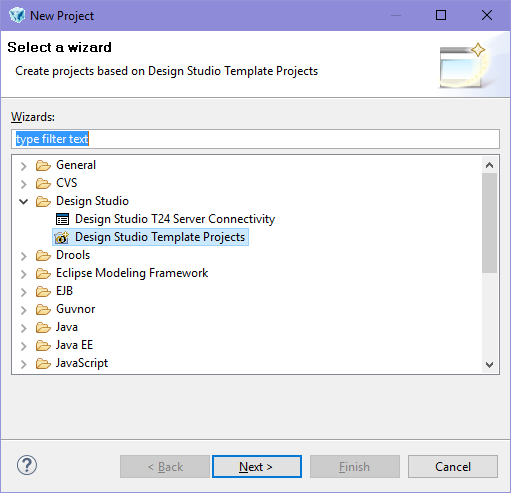 New Project
Select a wizard
Create projects based on Design Studio Template Projects
Wizards:
type filter text
General
CVS
Design Studio
Design Studio T24 Server Connectivity
Design Studio Template Projects
Drools
Eclipse Modeling Framework
EJB
Guvnor
Java
Java EE
JavaScript
?
< Back
Next >
Finish
Cancel